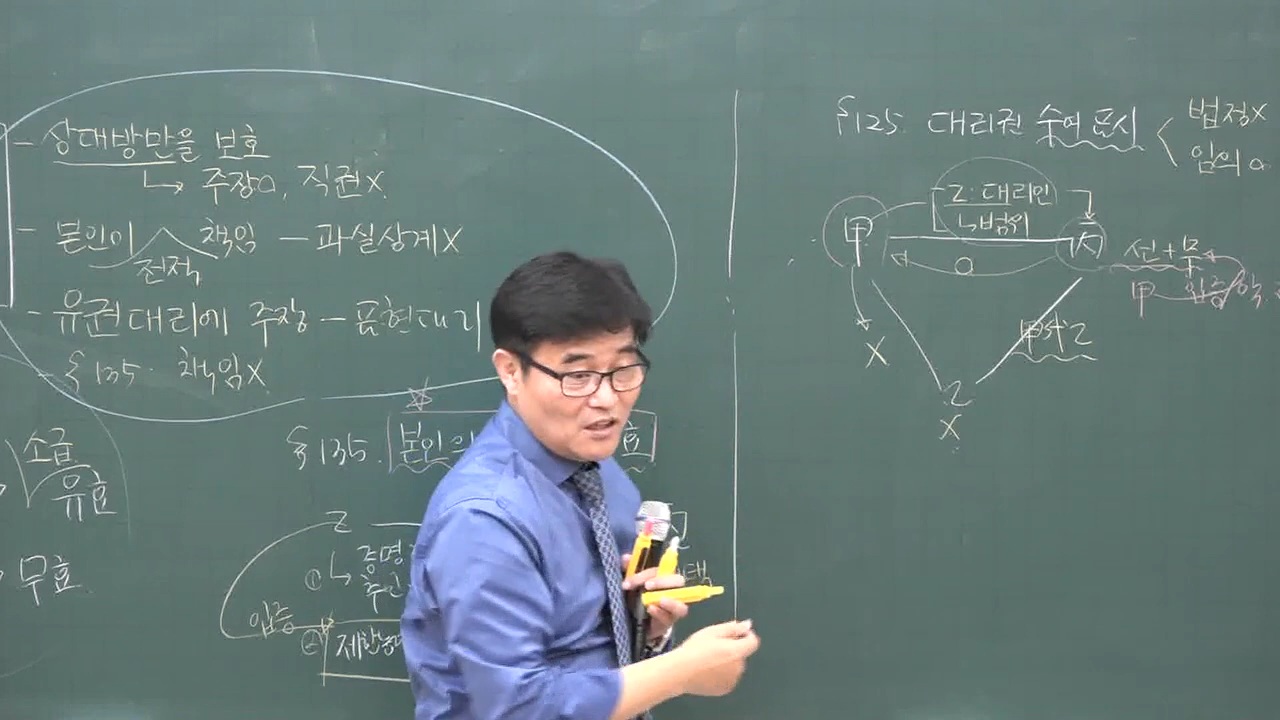 - 상대방만을 보호
↳ 주장O, 직권X
- 본인이 책임 - 과실상계X
전적
- 유권대리에 주장 - 표현대리
§135. 책임X
소급
유효
무효
§135. 본인의 효
Z
① ↳ 증명
추인
입증
② 제한능
택
§125. 대리권 수여표시 < 법정X
임의O
甲 Z: 대리인 丙
↳ 범위
O
선+무
甲 입증
X
甲 Z
Z
X